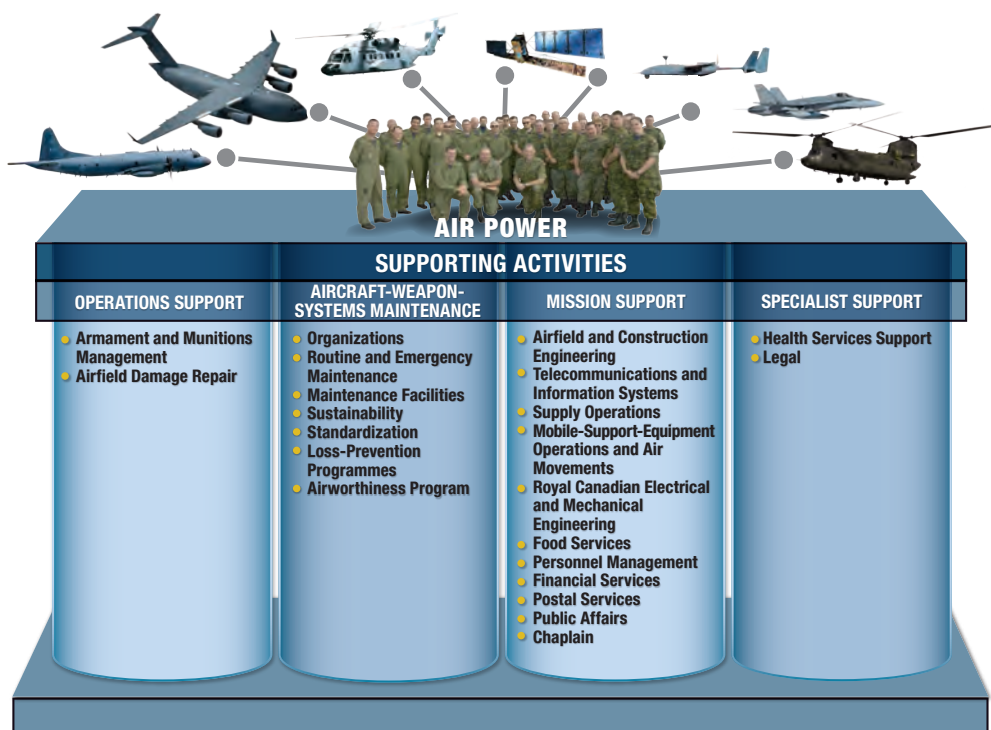 AIR POWER
SUPPORTING ACTIVITIES
OPERATIONS SUPPORT
Armament and Munitions
Management
Airfield Damage Repair
AIRCRAFT-WEAPON-
SYSTEMS MAINTENANCE
Organizations
Routine and Emergency
Maintenance
Maintenance Facilities
Sustainability
Standardization
Loss-Prevention
Programmes
Airworthiness Program
MISSION SUPPORT
Airfield and Construction
Engineering
Telecommunications and
Information Systems
Supply Operations
Mobile-Support-Equipment
Operations and Air
Movements
Royal Canadian Electrical
and Mechanical
Engineering
Food Services
Personnel Management
Financial Services
Postal Services
Public Affairs
Chaplain
SPECIALIST SUPPORT
Health Services Support
Legal